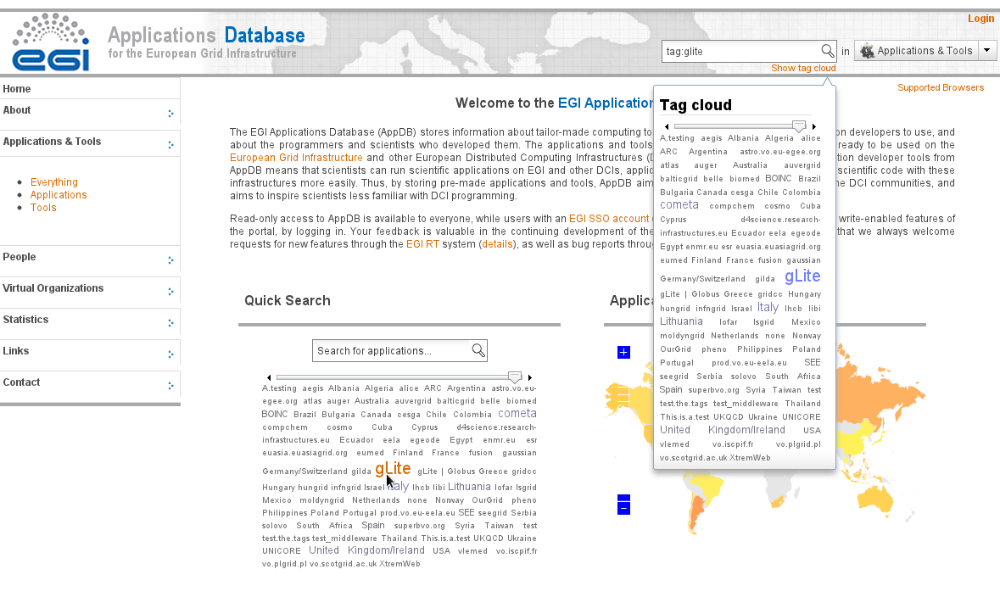 Login
egi
Applications Database
for the European Grid Infrastructure
tag:glite
in
Applications & Tools
Show tag cloud
Supported Browsers
Home
About
Applications & Tools
Everything
Applications
Tools
People
Virtual Organizations
Statistics
Links
Contact
Welcome to the EGI Application
The EGI Applications Database (AppDB) stores information about tailor-made computing to on developers to use, and
about the programmers and scientists who developed them. The applications and tools ready to be used on the
European Grid Infrastructure and other European Distributed Computing Infrastructures ( tion developer tools from
AppDB means that scientists can run scientific applications on EGI and other DCIs, applic scientific code with these
infrastructures more easily. Thus, by storing pre-made applications and tools, AppDB aim e DCI communities, and
aims to inspire scientists less familiar with DCI programming.
Read-only access to AppDB is available to everyone, while users with an EGI SSO account write-enabled features of
the portal, by logging in. Your feedback is valuable in the continuing development of the that we always welcome
requests for new features through the EGI RT system (details), as well as bug reports throu
Quick Search
Search for applications...
A.testing aegis Albania Algeria alice ARC Argentina astro.vo.eu-
egee.org atlas auger Australia auvergrid balticgrid belle biomed
BOINC Brazil Bulgaria Canada cesga Chile Colombia cometa
compchem cosmo Cuba Cyprus d4science.research-
infrastructures.eu Ecuador eela egeode Egypt enmr.eu esr
euasia.euasiagrid.org eumed Finland France fusion gaussian
Germany/Switzerland gilda gLite gLite | Globus Greece gridcc
Hungary hungrid infngrid Israel Italy lhcb libi Lithuania lofar lsgrid
Mexico moldyngrid Netherlands none Norway OurGrid pheno
Philippines Poland Portugal prod.vo.eu-eela.eu SEE seegrid Serbia
solovo South Africa Spain superbvo.org Syria Taiwan test
test.the.tags test_middleware Thailand This.is.a.test UKQCD Ukraine
UNICORE United Kingdom/Ireland USA vlemed vo.iscpif.fr
vo.plgrid.pl vo.scotgrid.ac.uk XtremWeb
Applica
+
−
Tag cloud
A.testing aegis Albania Algeria alice
ARC Argentina astro.vo.eu-egee.org
atlas auger Australia auvergrid
balticgrid belle biomed BOINC Brazil
Bulgaria Canada cesga Chile Colombia
cometa compchem cosmo Cuba
Cyprus d4science.research-
infrastructures.eu Ecuador eela egeode
Egypt enmr.eu esr euasia.euasiagrid.org
eumed Finland France fusion gaussian
Germany/Switzerland gilda gLite
gLite | Globus Greece gridcc Hungary
hungrid infngrid Israel Italy lhcb libi
Lithuania lofar lsgrid Mexico
moldyngrid Netherlands none Norway
OurGrid pheno Philippines Poland
Portugal prod.vo.eu-eela.eu SEE
seegrid Serbia solovo South Africa
Spain superbvo.org Syria Taiwan test
test.the.tags test_middleware Thailand
This.is.a.test UKQCD Ukraine UNICORE
United Kingdom/Ireland USA
vlemed vo.iscpif.fr vo.plgrid.pl
vo.scotgrid.ac.uk XtremWeb